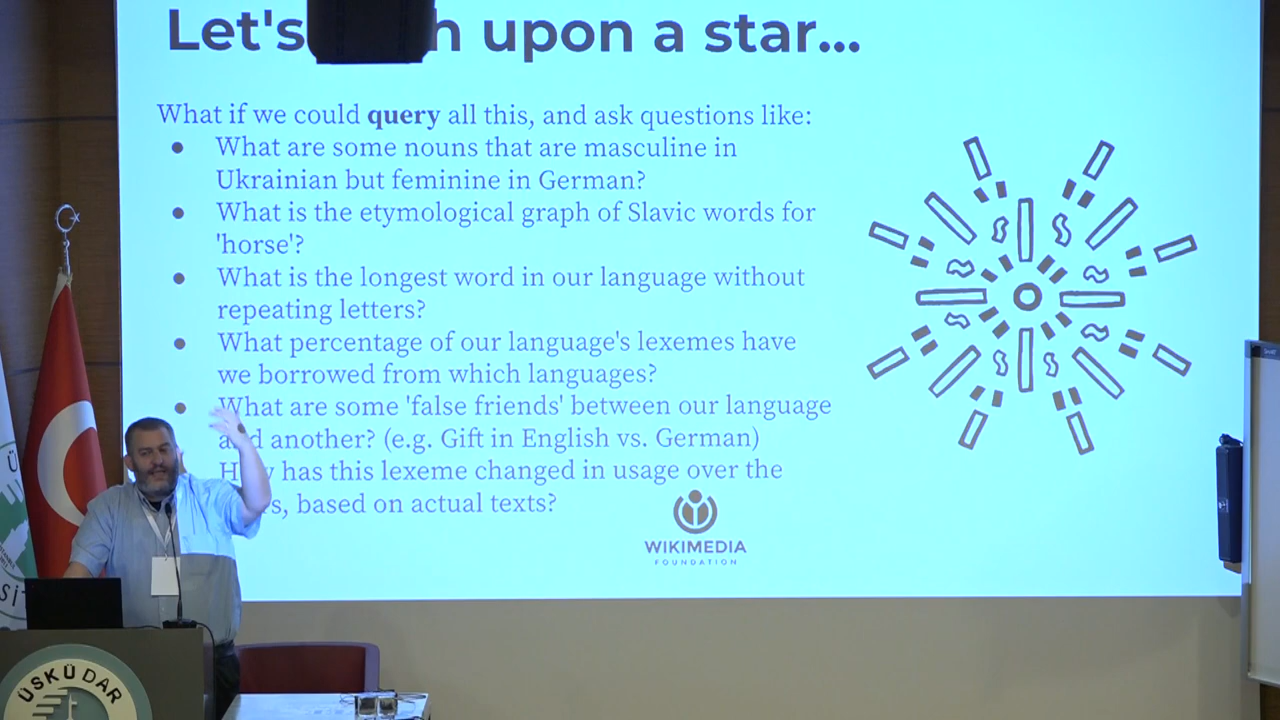 Let's upon a star...
What if we could query all this, and ask questions like:
• What are some nouns that are masculine in
Ukrainian but feminine in German?
• What is the etymological graph of Slavic words for
'horse'?
• What is the longest word in our language without
repeating letters?
• What percentage of our language's lexemes have
we borrowed from which languages?
• What are some 'false friends' between our language
and another? (e.g. Gift in English vs. German)
has this lexeme changed in usage over the
based on actual texts?
WIKIMEDIA
FOUNDATION
ÜSKÜDAR